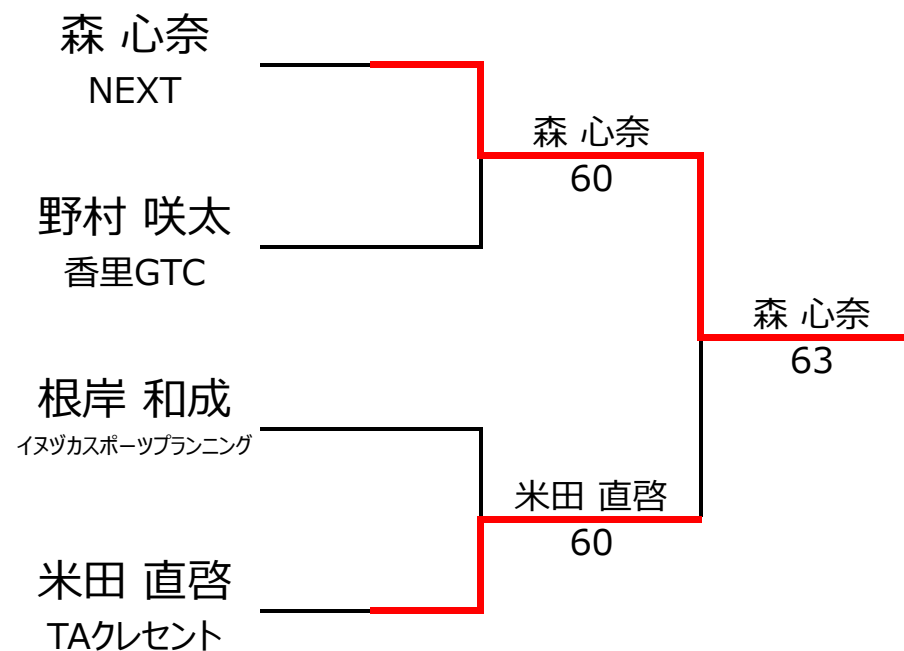 森 心奈
NEXT
野村 咲太
香里GTC
根岸 和成
イヌヅカスポーツプランニング
米田 直啓
TAクレセント
森 心奈
60
米田 直啓
60
森 心奈
63